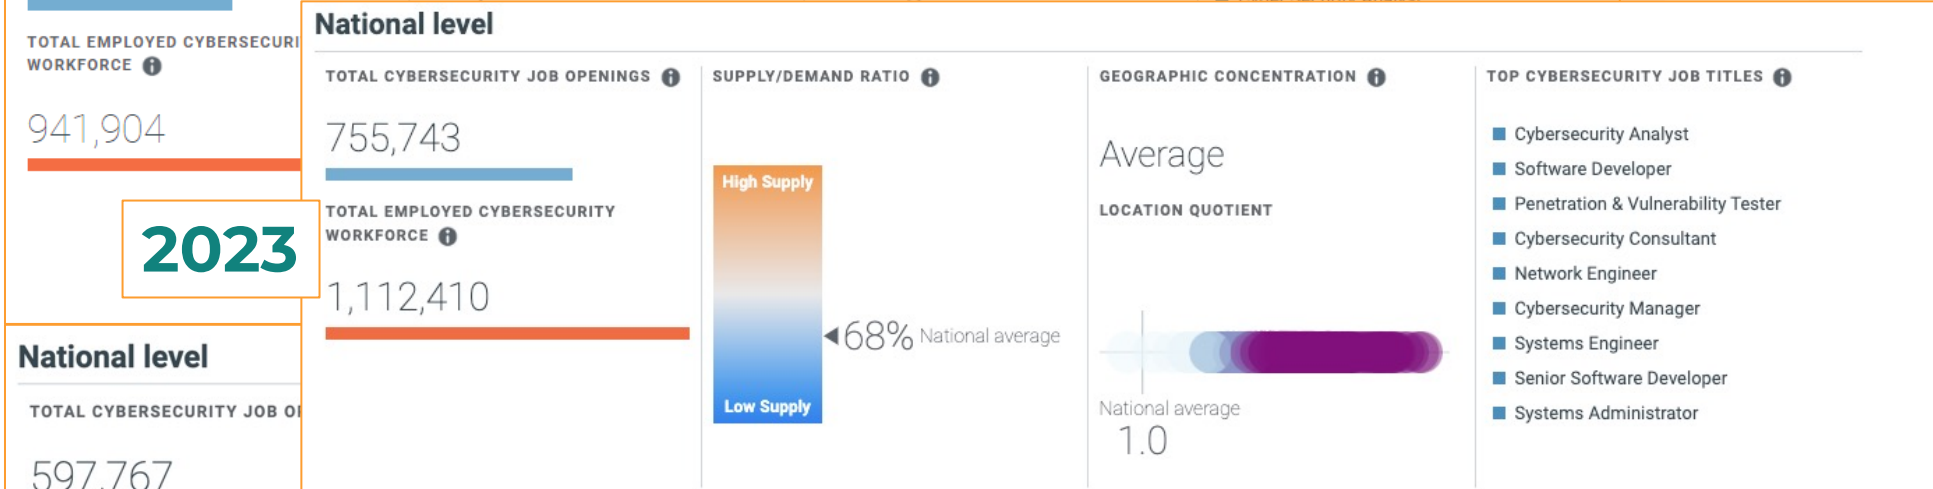 TOTAL EMPLOYED CYBERSECURI
WORKFORCE
941,904
2023
National level
TOTAL CYBERSECURITY JOB
597,767
National level
TOTAL CYBERSECURITY JOB OPENINGS
755,743
TOTAL EMPLOYED CYBERSECURITY
WORKFORCE
1,112,410
SUPPLY/DEMAND RATIO
High Supply
68% National average
Low Supply
GEOGRAPHIC CONCENTRATION
Average
LOCATION QUOTIENT
National average
1.0
TOP CYBERSECURITY JOB TITLES
Cybersecurity Analyst
Software Developer
Penetration & Vulnerability Tester
Cybersecurity Consultant
Network Engineer
Cybersecurity Manager
Systems Engineer
Senior Software Developer
Systems Administrator